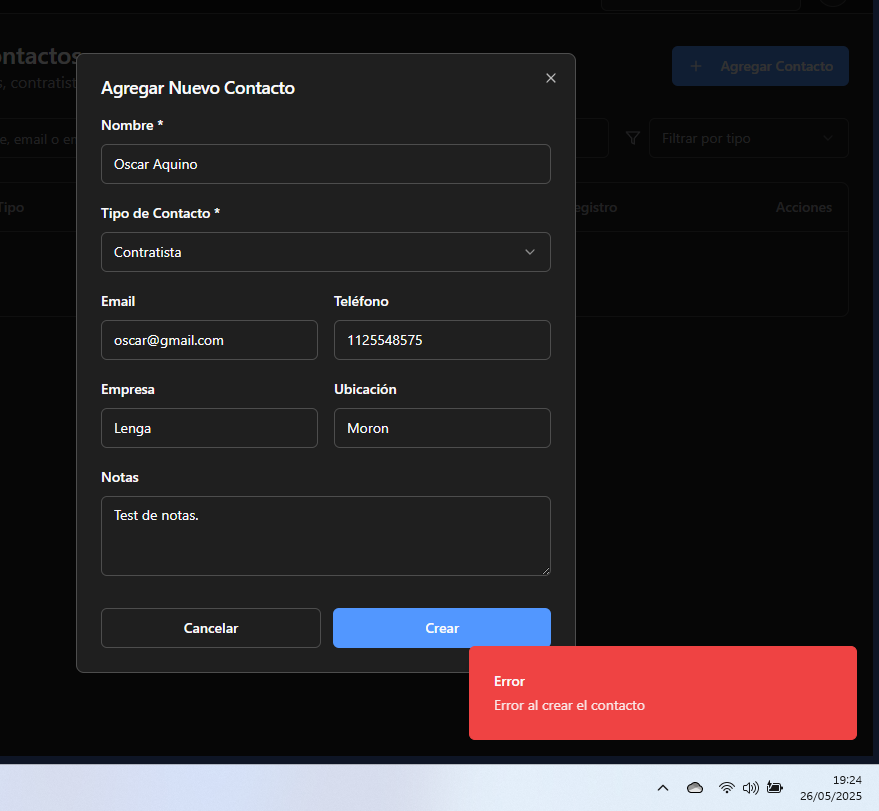 ontactos
s, contratist
Agregar Contacto
e, email o en
Filtrar por tipo
Tipo
egistro
Acciones
Agregar Nuevo Contacto
Nombre *
Oscar Aquino
Tipo de Contacto *
Contratista
Email
Teléfono
oscar@gmail.com
1125548575
Empresa
Ubicación
Lenga
Moron
Notas
Test de notas.
Cancelar
Crear
Error
Error al crear el contacto
19:24
26/05/2025